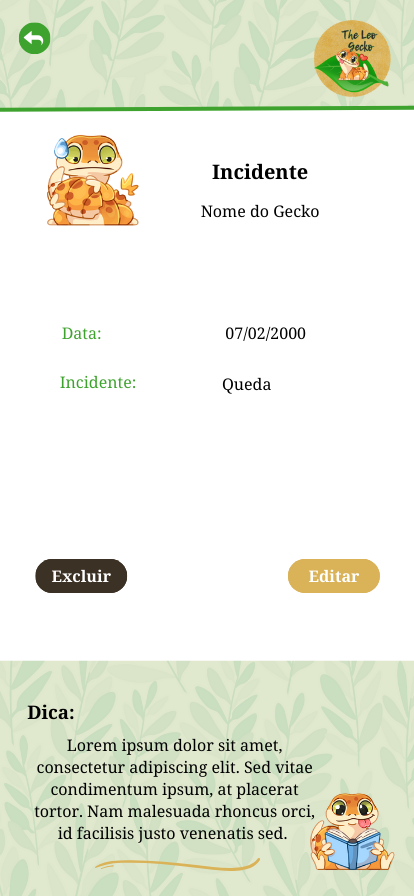 The Leo
Gecko
Incidente
Nome do Gecko
Data: 07/02/2000
Incidente: Queda
Excluir Editar
Dica:
Lorem ipsum dolor sit amet,
consectetur adipiscing elit. Sed vitae
condimentum ipsum, at placerat
tortor. Nam malesuada rhoncus orci,
id facilisis justo venenatis sed.